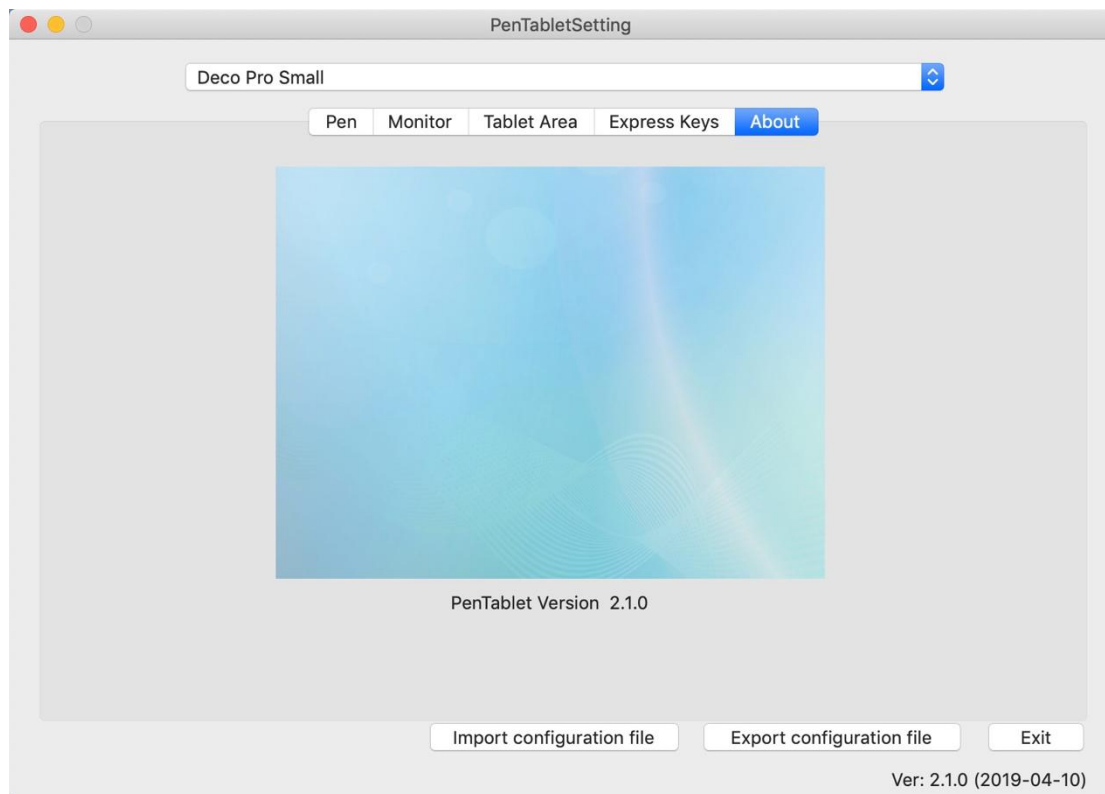 PenTabletSetting
Deco Pro Small
Pen Monitor Tablet Area Express Keys About
PenTablet Version 2.1.0
Import configuration file Export configuration file Exit
Ver: 2.1.0 (2019-04-10)